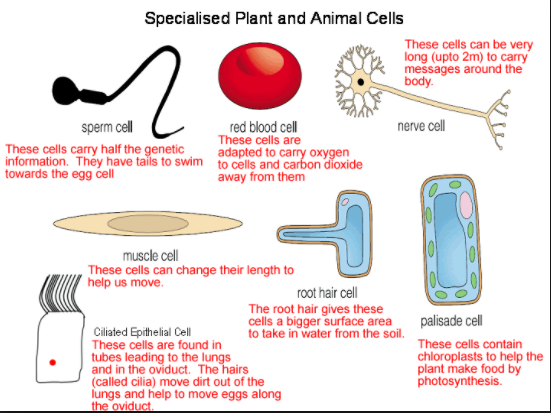 Specialised Plant and Animal Cells
These cells can be very
long (upto 2m) to carry
messages around the
body.
sperm cell
red blood cell
nerve cell
These cells carry half the genetic
information. They have tails to swim
towards the egg cell
These cells are
adapted to carry oxygen
to cells and carbon dioxide
away from them
muscle cell
These cells can change their length to
help us move.
root hair cell
The root hair gives these
cells a bigger surface area
to take in water from the soil.
palisade cell
These cells contain
chloroplasts to help the
plant make food by
photosynthesis.
Ciliated Epithelial Cell
These cells are found in
tubes leading to the lungs
and in the oviduct. The hairs
(called cilia) move dirt out of the
lungs and help to move eggs along
the oviduct.